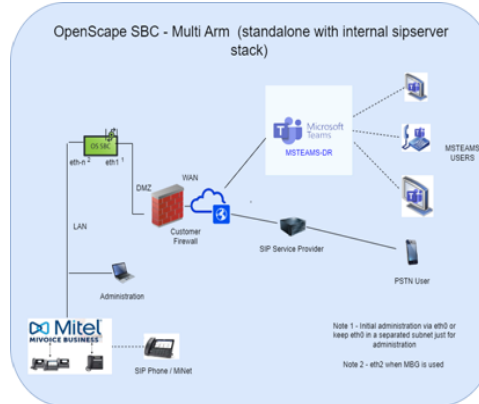 OpenScape SBC - Multi Arm (standalone with internal sipserver
stack)
Microsoft
Teams
MSTEAMS-DR
MSTEAMS
USERS
OS SBC
eth-n 2
eth1 1
DMZ
WAN
LAN
Customer
Firewall
SIP Service Provider
PSTN User
Administration
Mitel
MIVOICE BUSINESS
SIP Phone / MiNet
Note 1 - Initial administration via eth0 or
keep eth0 in a separated subnet just for
administration
Note 2 - eth2 when MBG is used